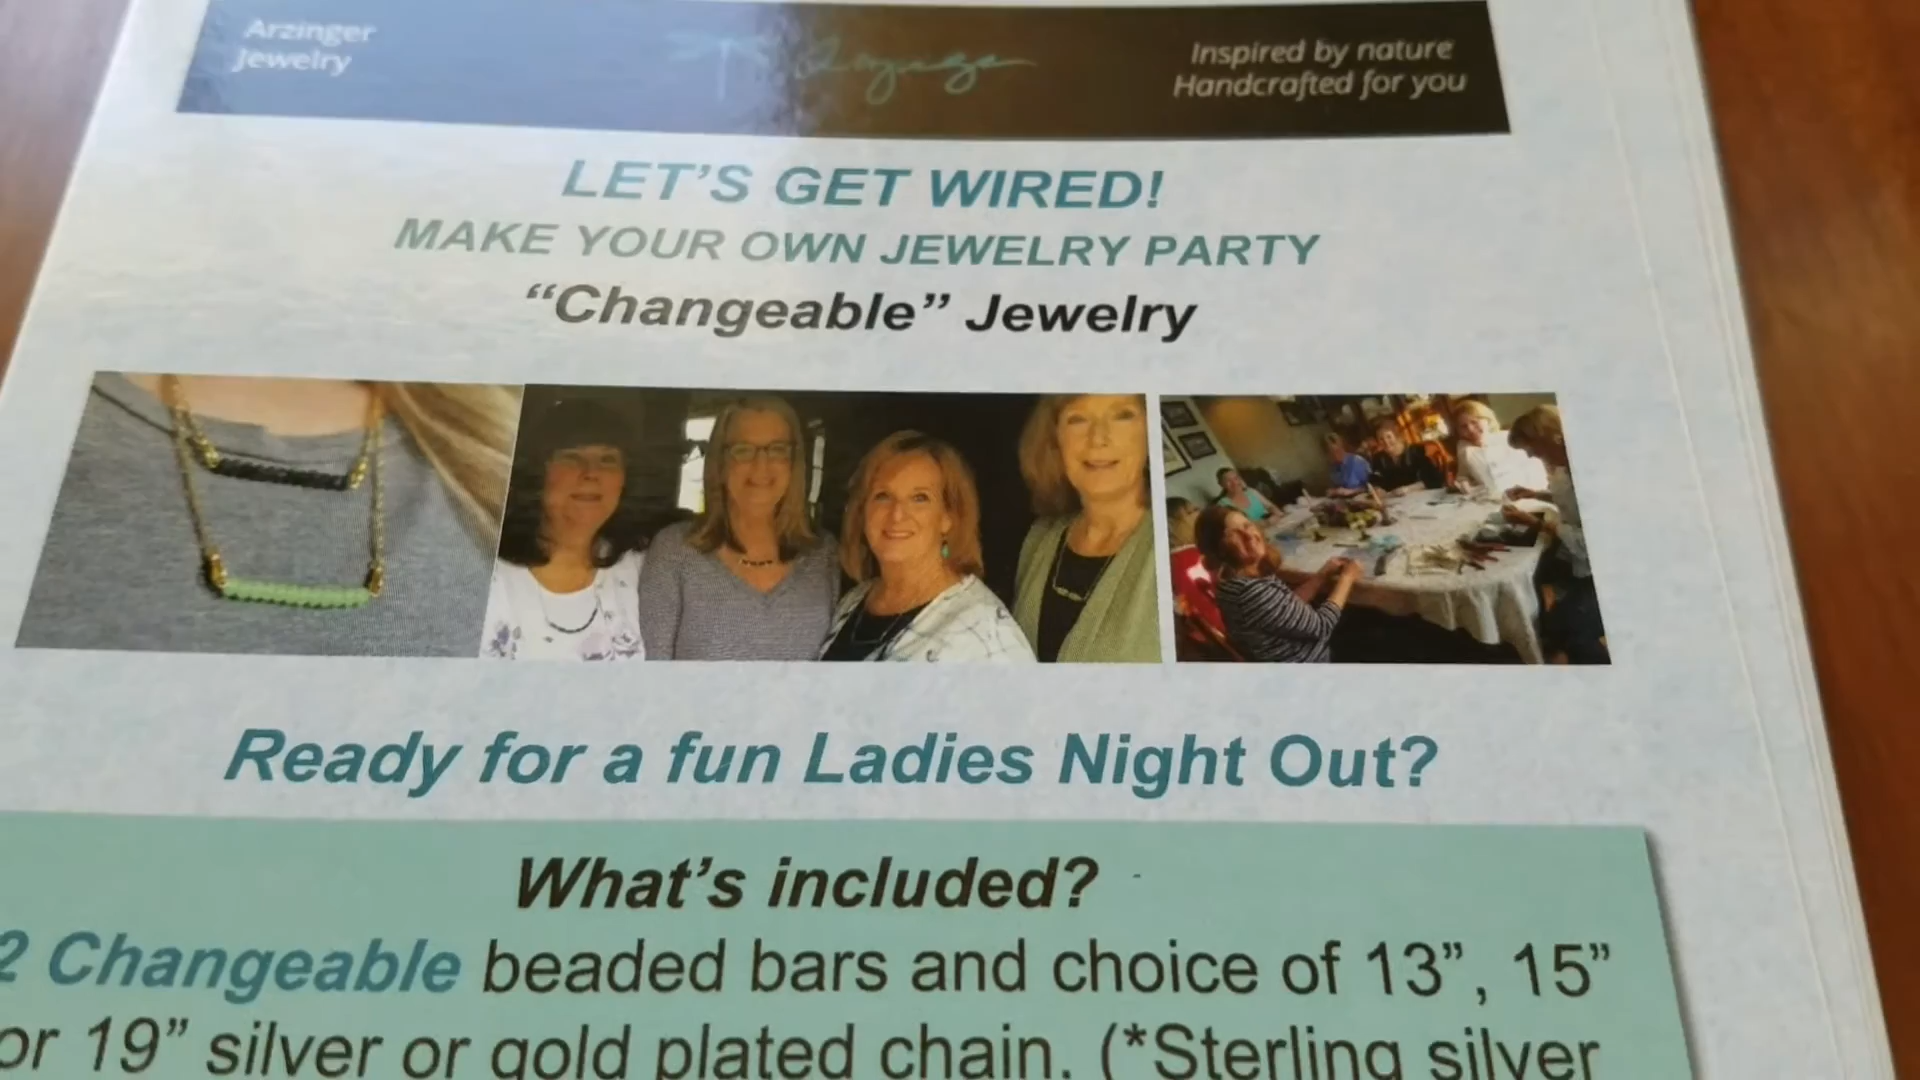 Arzinger
Jewelry
Inspired by nature
Handcrafted for you
LET'S GET WIRED!
MAKE YOUR OWN JEWELRY PARTY
“Changeable” Jewelry
Ready for a fun Ladies Night Out?
What's included?
2 Changeable beaded bars and choice of 13”, 15”
or 19” silver or gold plated chain. (*Sterling silver